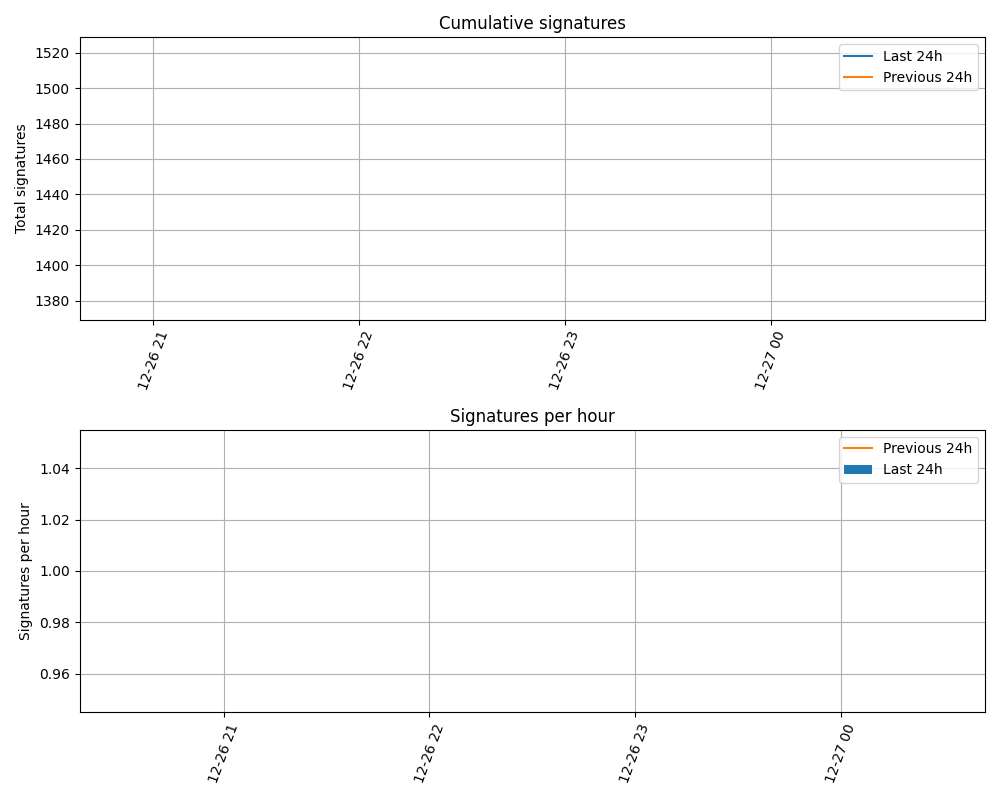 Cumulative signatures
1520
1500
1480
1460
1440
1420
1400
1380
Total signatures
Last 24h
Previous 24h
12-26 21
12-26 22
12-26 23
12-27 00
Signatures per hour
1.04
1.02
1.00
0.98
0.96
Signatures per hour
Previous 24h
Last 24h
12-26 21
12-26 22
12-26 23
12-27 00